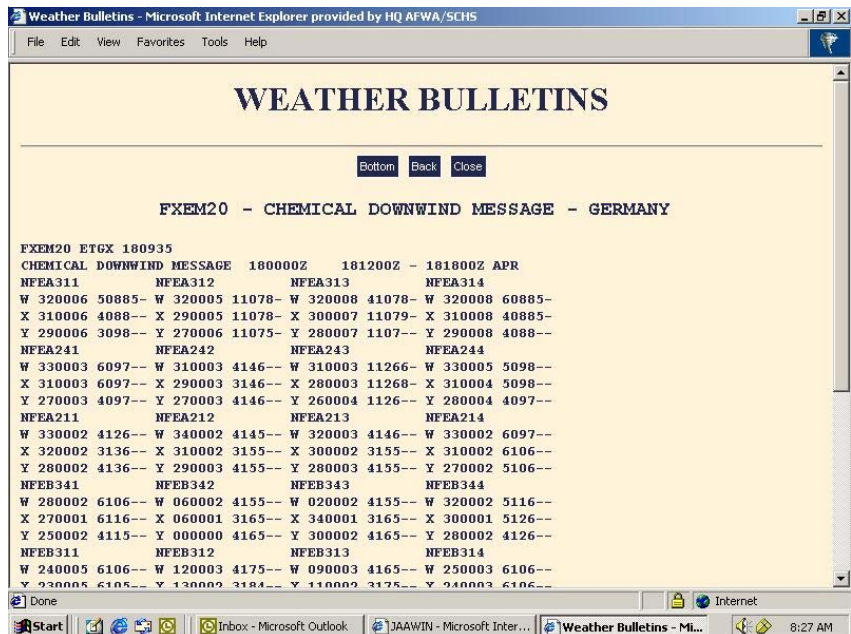 Weather Bulletins - Microsoft Internet Explorer provided by HQ AFWA/SCHS
File Edit View Favorites Tools Help
WEATHER BULLETINS
Bottom Back Close
FXEM20 - CHEMICAL DOWNWIND MESSAGE - GERMANY
FXEM20 ETGX 180935
CHEMICAL DOWNWIND MESSAGE 180000Z 181200Z - 181800Z APR
NFEA311 NFEA312 NFEA313 NFEA314
W 320006 50885- W 320005 11078- W 320008 41078- W 320008 60885-
X 310006 4088-- X 290005 11078- X 300007 11079- X 310008 40885-
Y 290006 3098-- Y 270006 11075- Y 280007 1107-- Y 290008 4088--
NFEA241 NFEA242 NFEA243 NFEA244
W 330003 6097-- W 310003 4146-- W 310003 11266- W 330005 5098--
X 310003 6097-- X 290003 3146-- X 280003 11268- X 310004 5098--
Y 270003 4097-- Y 270003 4146-- Y 260004 1126-- Y 280004 4097--
NFEA211 NFEA212 NFEA213 NFEA214
W 330002 4126-- W 340002 4145-- W 320003 4146-- W 330002 6097--
X 320002 3136-- X 310002 3155-- X 300002 3155-- X 310002 6106--
Y 280002 4136-- Y 290003 4155-- Y 280003 4155-- Y 270002 5106--
NFEB341 NFEB342 NFEB343 NFEB344
W 280002 6106-- W 060002 4155-- W 020002 4155-- W 320002 5116--
X 270001 6116-- X 060001 3165-- X 340001 3165-- X 300001 5126--
Y 250002 4115-- Y 000000 4165-- Y 300002 4165-- Y 280002 4126--
NFEB311 NFEB312 NFEB313 NFEB314
W 240005 6106-- W 120003 4175-- W 090003 4165-- W 250003 6106--
X 230005 6105-- X 130002 3184-- X 110002 3175-- X 240003 6106--
Done Internet
Start Inbox - Microsoft Outlook JAAWIN - Microsoft Inter... Weather Bulletins - Mi... 8:27 AM